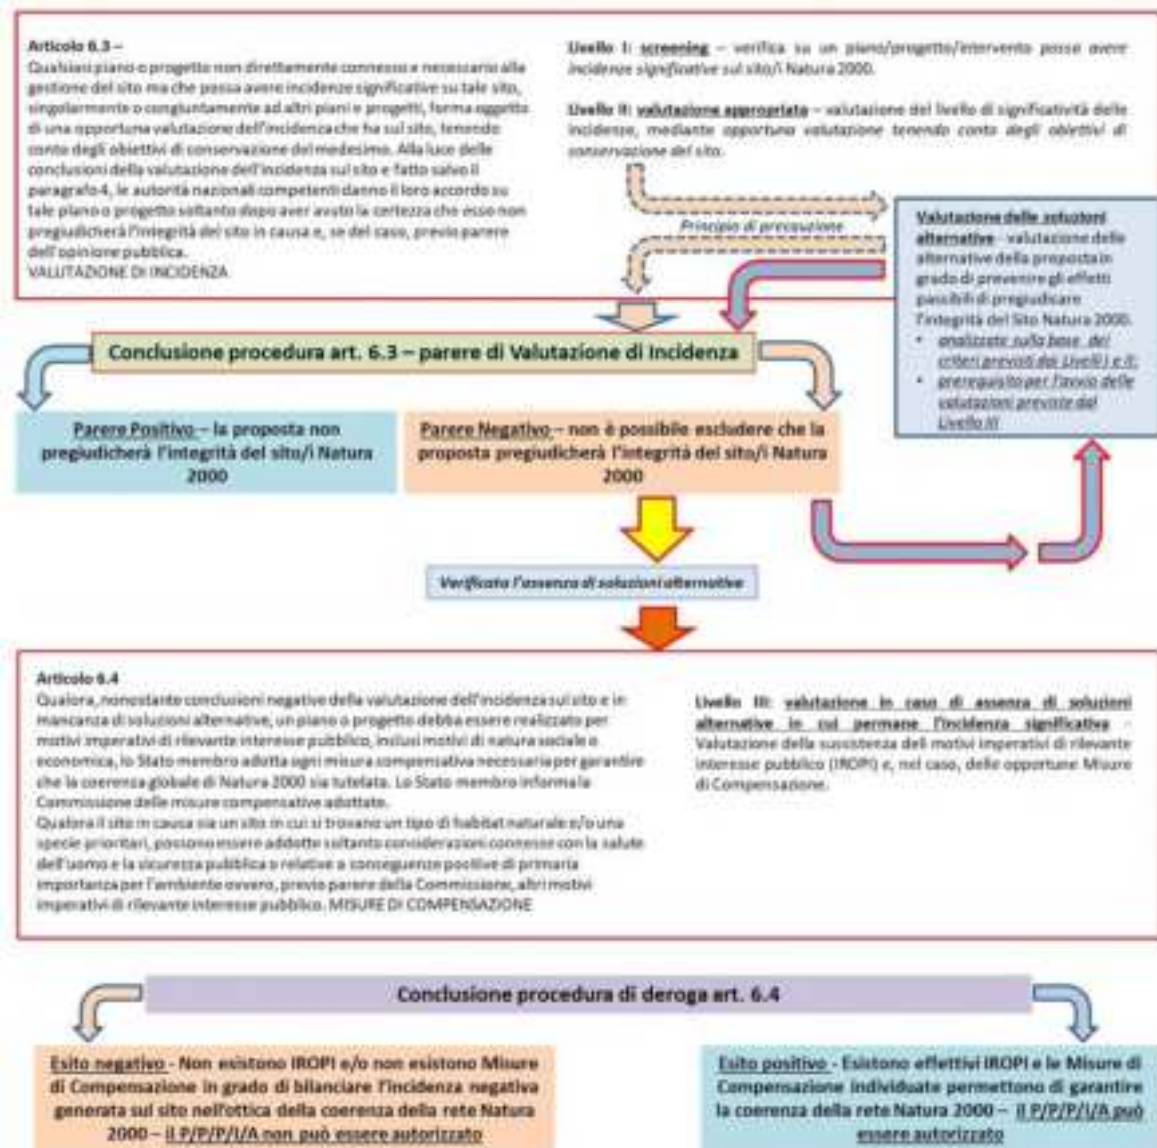 Articolo 6.3 –
Qualsiasi piano o progetto non direttamente connesso e necessario alla
gestione del sito ma che possa avere incidenze significative su tale sito,
singolarmente o congiuntamente ad altri piani e progetti, forma oggetto
di una opportuna valutazione dell'incidenza che ha sul sito, tenendo
conto degli obiettivi di conservazione del medesimo. Alla luce delle
conclusioni della valutazione dell'incidenza sul sito e fatto salvo il
paragrafo 4, le autorità nazionali competenti danno il loro accordo su
tale piano o progetto soltanto dopo aver avuto la certezza che esso non
pregiudicherà l'integrità del sito in causa e, se del caso, previo parere
dell'opinione pubblica.
VALUTAZIONE DI INCIDENZA
Livello I: screening – verifica su un piano/progetto/intervento possa avere
incidenze significative sul sito/i Natura 2000.
Livello II: valutazione appropriata – valutazione del livello di significatività delle
incidenze, mediante opportuna valutazione tenendo conto degli obiettivi di
conservazione del sito.
Principio di precauzione
Valutazione delle soluzioni
alternative - valutazione delle
alternative della proposta in
grado di prevenire gli effetti
passibili di pregiudicare
l'integrità del Sito Natura 2000.
• analizzate sulla base dei
criteri previsti dai Livelli I e II;
• prerequisito per l'avvio delle
valutazioni previste dal
Livello III
Conclusione procedura art. 6.3 – parere di Valutazione di Incidenza
Parere Positivo – la proposta non
pregiudicherà l'integrità del sito/i Natura
2000
Parere Negativo – non è possibile escludere che la
proposta pregiudicherà l'integrità del sito/i Natura
2000
Verificata l'assenza di soluzioni alternative
Articolo 6.4
Qualora, nonostante conclusioni negative della valutazione dell'incidenza sul sito e in
mancanza di soluzioni alternative, un piano o progetto debba essere realizzato per
motivi imperativi di rilevante interesse pubblico, inclusi motivi di natura sociale o
economica, lo Stato membro adotta ogni misura compensativa necessaria per garantire
che la coerenza globale di Natura 2000 sia tutelata. Lo Stato membro informa la
Commissione delle misure compensative adottate.
Qualora il sito in causa sia un sito in cui si trovano un tipo di habitat naturale e/o una
specie prioritari, possono essere addotte soltanto considerazioni connesse con la salute
dell'uomo e la sicurezza pubblica o relative a conseguenze positive di primaria
importanza per l'ambiente ovvero, previo parere della Commissione, altri motivi
imperativi di rilevante interesse pubblico. MISURE DI COMPENSAZIONE
Livello III: valutazione in caso di assenza di soluzioni
alternative in cui permane l'incidenza significativa -
Valutazione della sussistenza deli motivi imperativi di rilevante
interesse pubblico (IROPI) e, nel caso, delle opportune Misure
di Compensazione.
Conclusione procedura di deroga art. 6.4
Esito negativo - Non esistono IROPI e/o non esistono Misure
di Compensazione in grado di bilanciare l'incidenza negativa
generata sul sito nell'ottica della coerenza della rete Natura
2000 – il P/P/P/I/A non può essere autorizzato
Esito positivo - Esistono effettivi IROPI e le Misure di
Compensazione individuate permettono di garantire
la coerenza della rete Natura 2000 – il P/P/P/I/A può
essere autorizzato